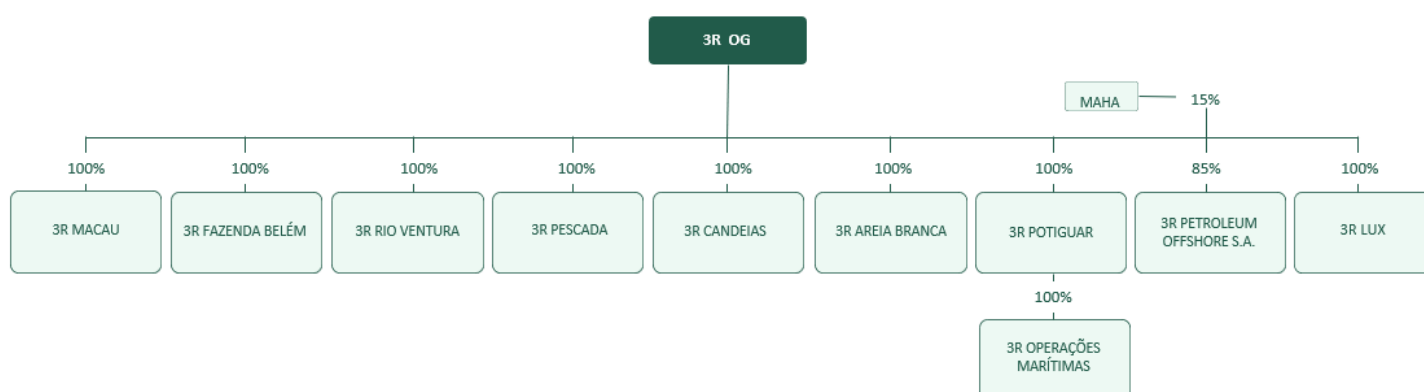 3R OG
MAHA
15%
100%
100%
100%
100%
100%
100%
100%
85%
100%
3R MACAU
3R FAZENDA BELÉM
3R RIO VENTURA
3R PESCADA
3R CANDEIAS
3R AREIA BRANCA
3R POTIGUAR
3R PETROLEUM
OFFSHORE S.A.
3R LUX
100%
3R OPERAÇÕES
MARÍTIMAS